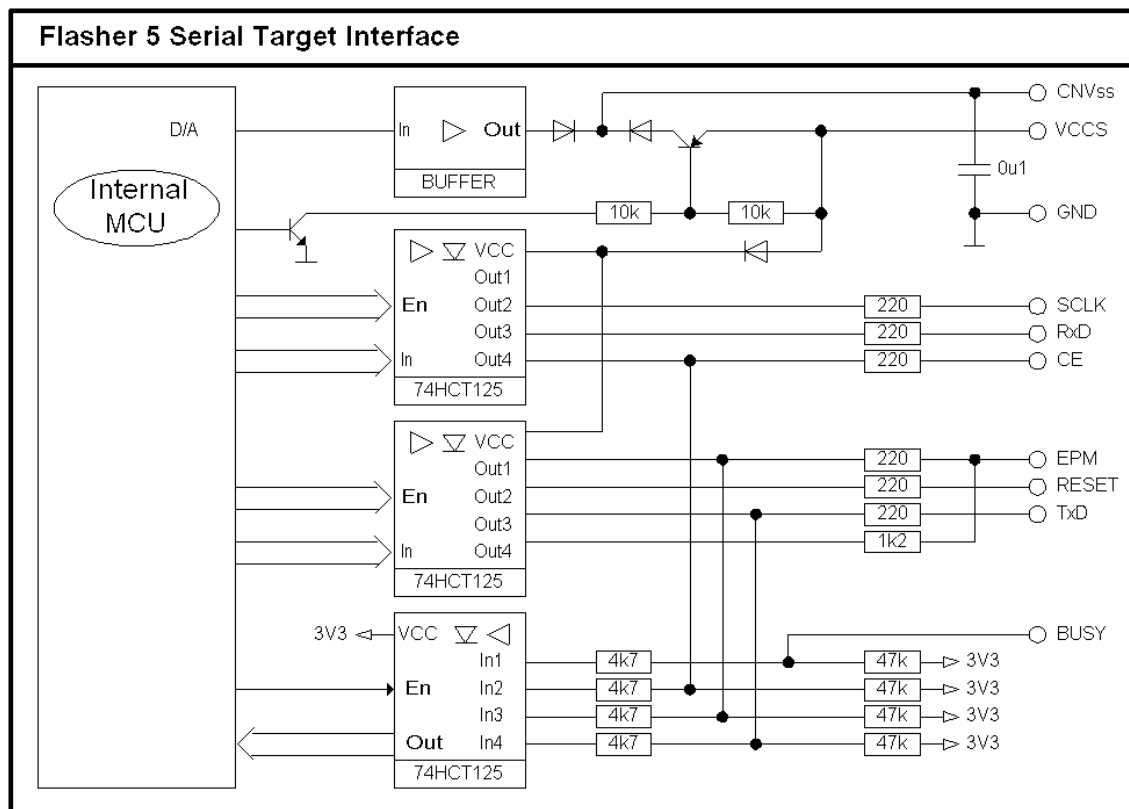 Flasher 5 Serial Target Interface
CNVss
D/A
In Out
VCCS
BUFFER
0u1
Internal
MCU
10k 10k
GND
VCC
Out1
En Out2 220 SCLK
Out3 220 RxD
In Out4 220 CE
74HCT125
VCC
Out1 220 EPM
En Out2 220 RESET
Out3 220 TxD
In Out4 1k2
74HCT125
3V3 VCC BUSY
In1 4k7 47k 3V3
En In2 4k7 47k 3V3
In3 4k7 47k 3V3
Out In4 4k7 47k 3V3
74HCT125